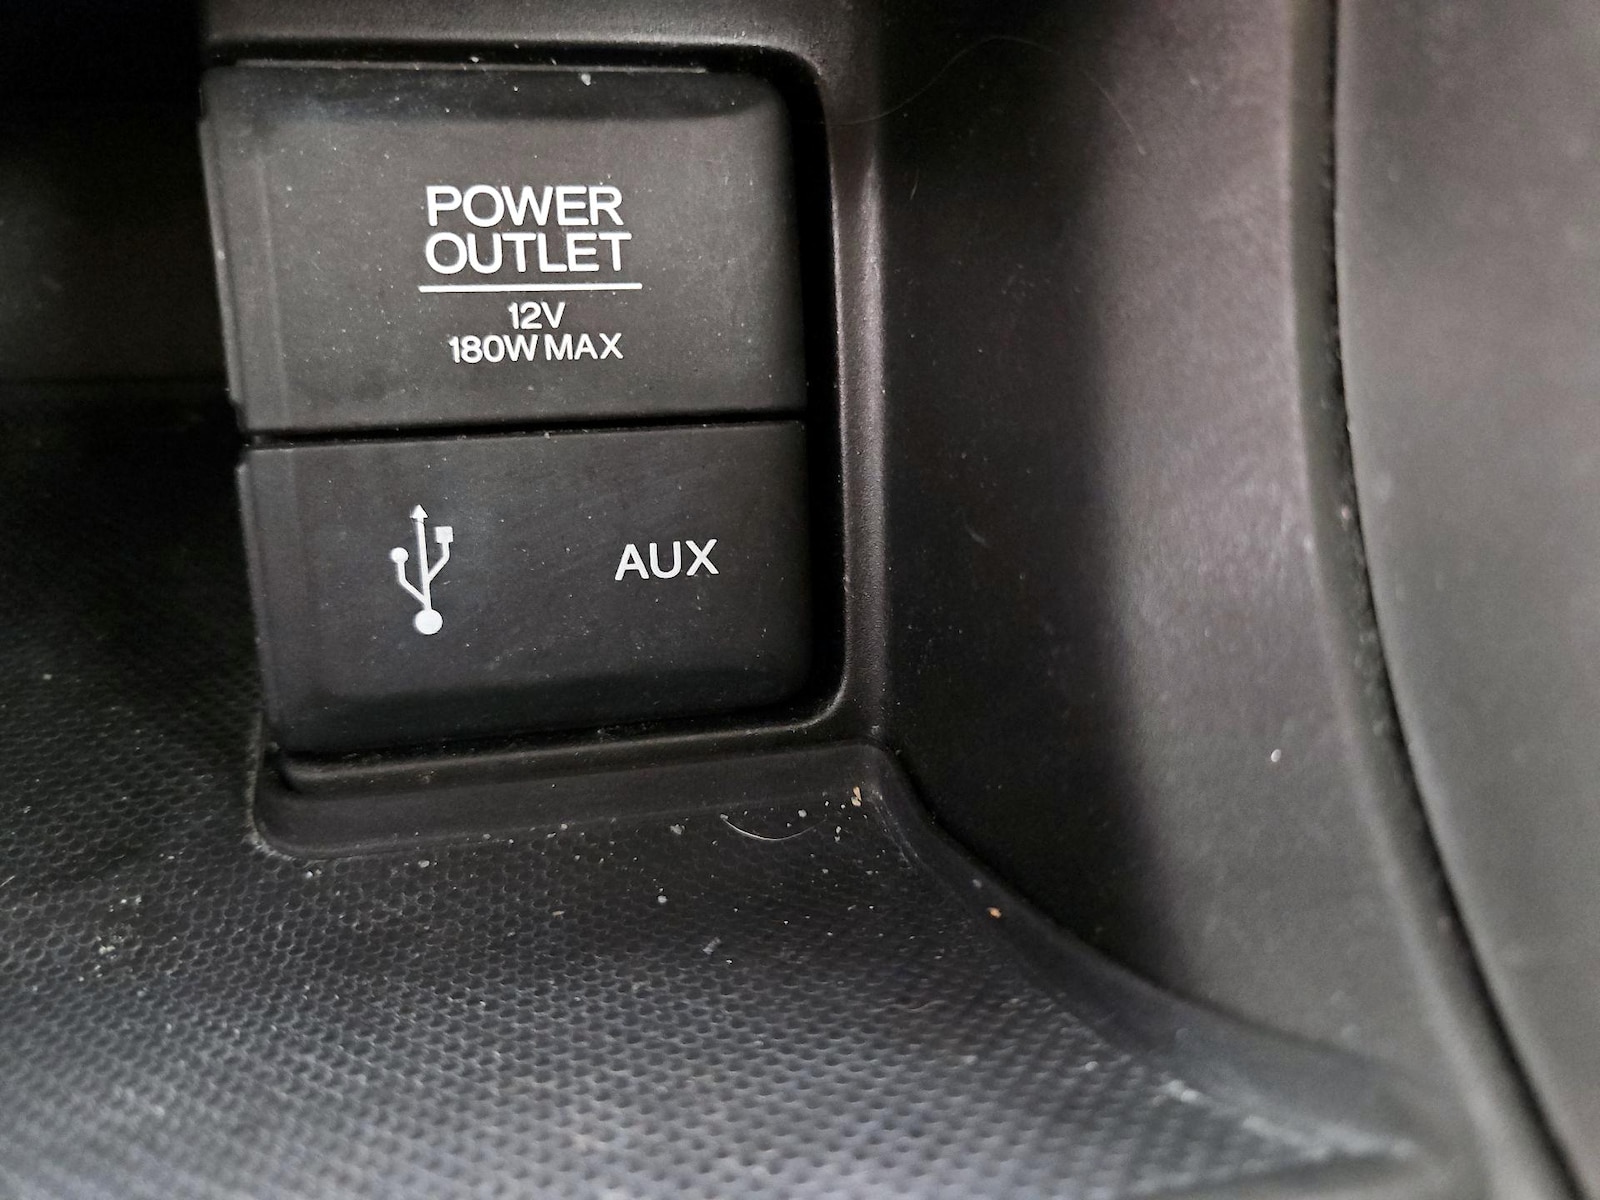 POWER
OUTLET
12V
180W MAX
AUX